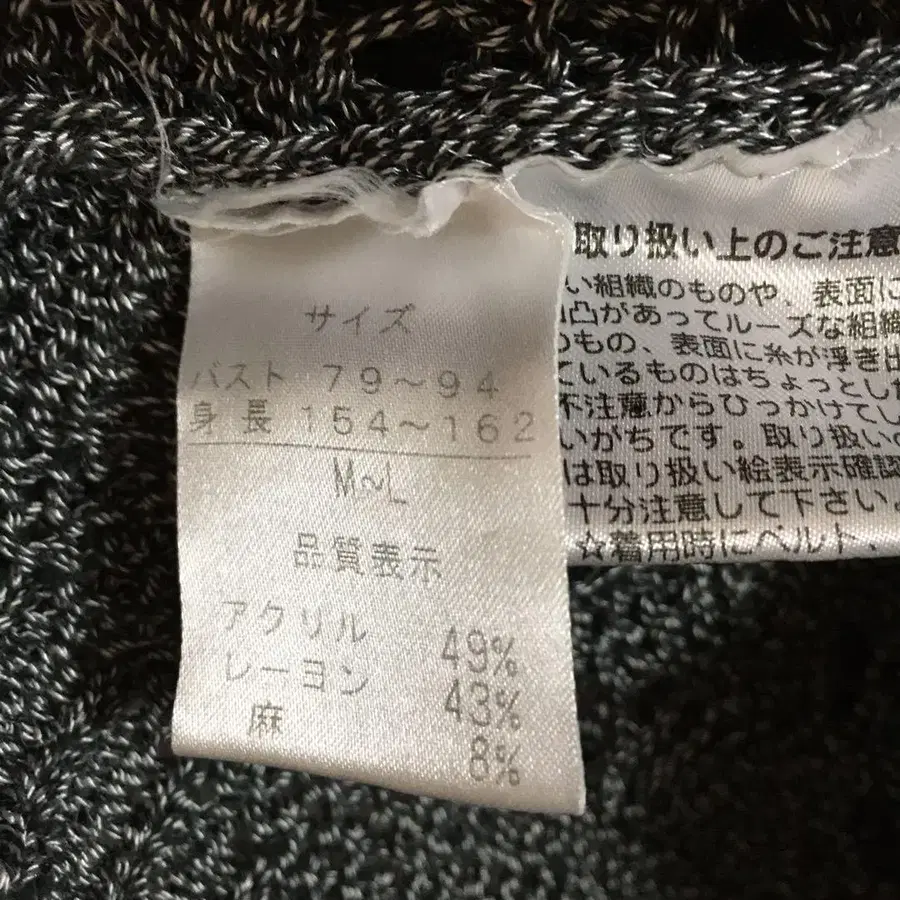 サイズ
バスト 79～94
身長 154～162
M～L
品質表示
アクリル 49%
レーヨン 43%
麻 8%
取り扱い上のご注意
い組織のものや、表面に
凸があってルーズな組織
のもの、表面に糸が浮き出
ているものはちょっとした
不注意からひっかけてし
いがちです。取り扱いの
は取り扱い絵表示確認
十分注意して下さい。
☆着用時にベルト、